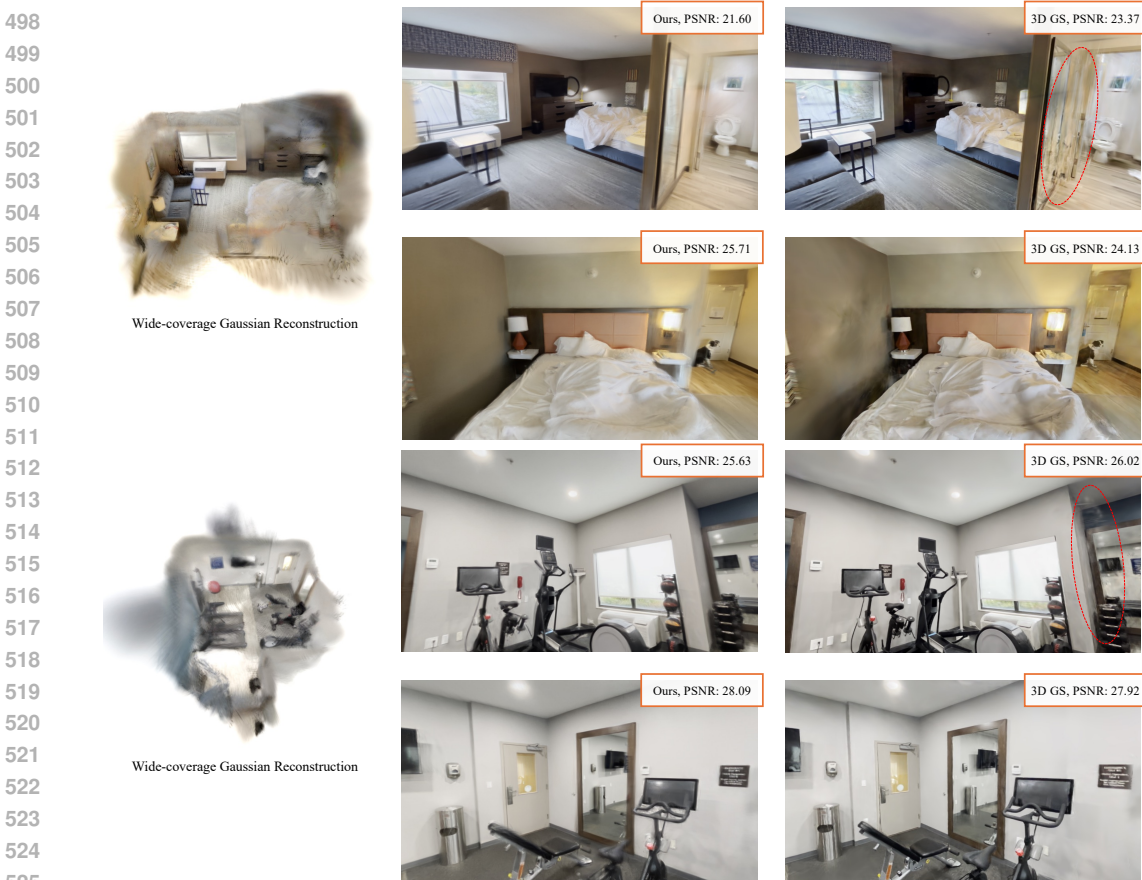 498
499
500
501
502
503
504
505
506
507
508
509
510
511
512
513
514
515
516
517
518
519
520
521
522
523
524
525
Ours, PSNR: 21.60
3D GS, PSNR: 23.37
Ours, PSNR: 25.71
3D GS, PSNR: 24.13
Wide-coverage Gaussian Reconstruction
Ours, PSNR: 25.63
3D GS, PSNR: 26.02
Ours, PSNR: 28.09
3D GS, PSNR: 27.92
Wide-coverage Gaussian Reconstruction